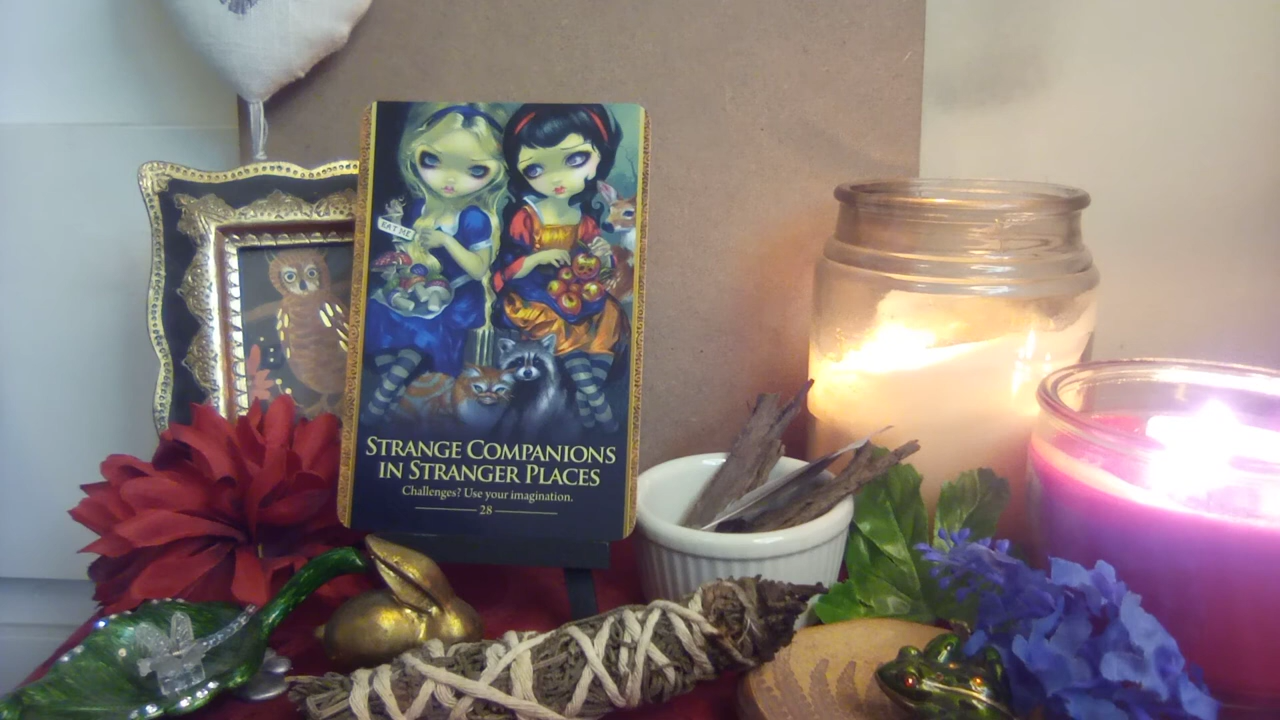 EAT ME
STRANGE COMPANIONS
IN STRANGER PLACES
Challenges? Use your imagination.
28